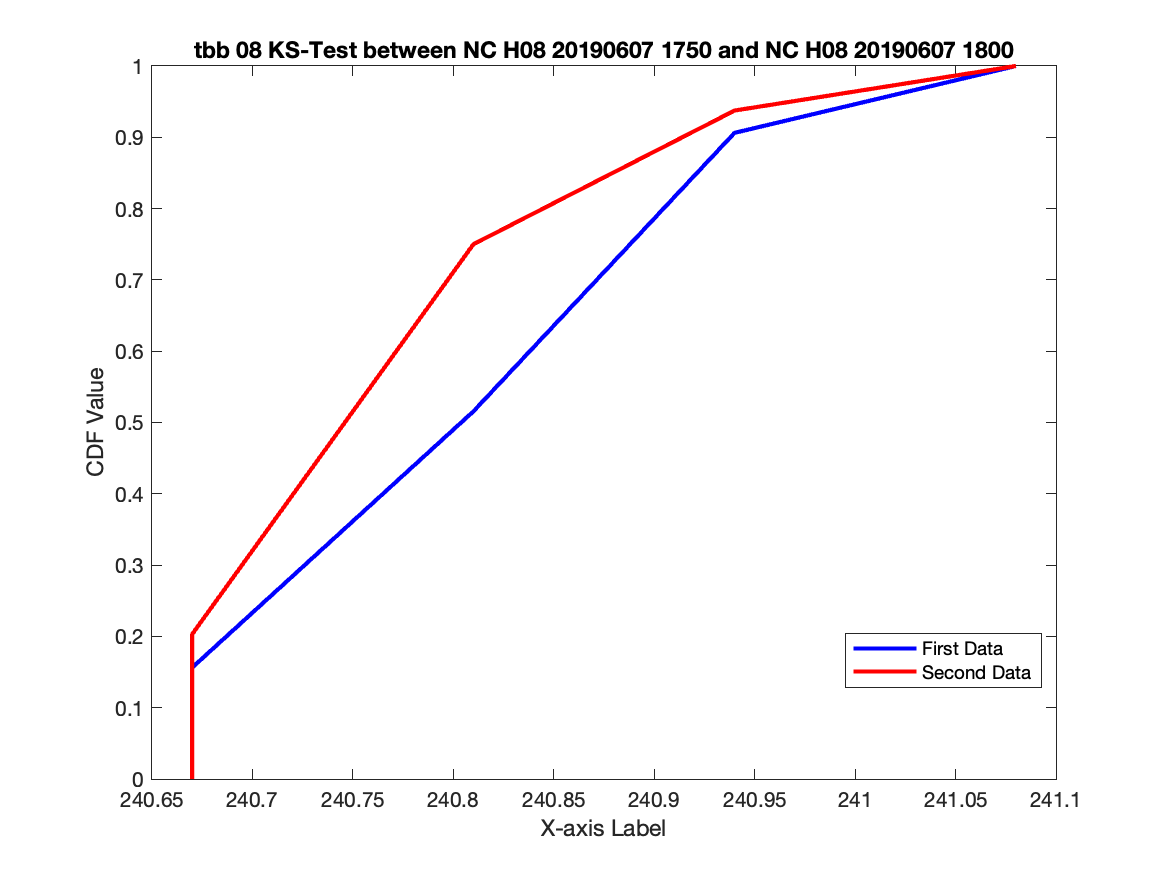 tbb 08 KS-Test between NC H08 20190607 1750 and NC H08 20190607 1800
1
0.9
0.8
0.7
0.6
0.5
0.4
0.3
0.2
0.1
0
CDF Value
First Data
Second Data
240.65 240.7 240.75 240.8 240.85 240.9 240.95 241 241.05 241.1
X-axis Label